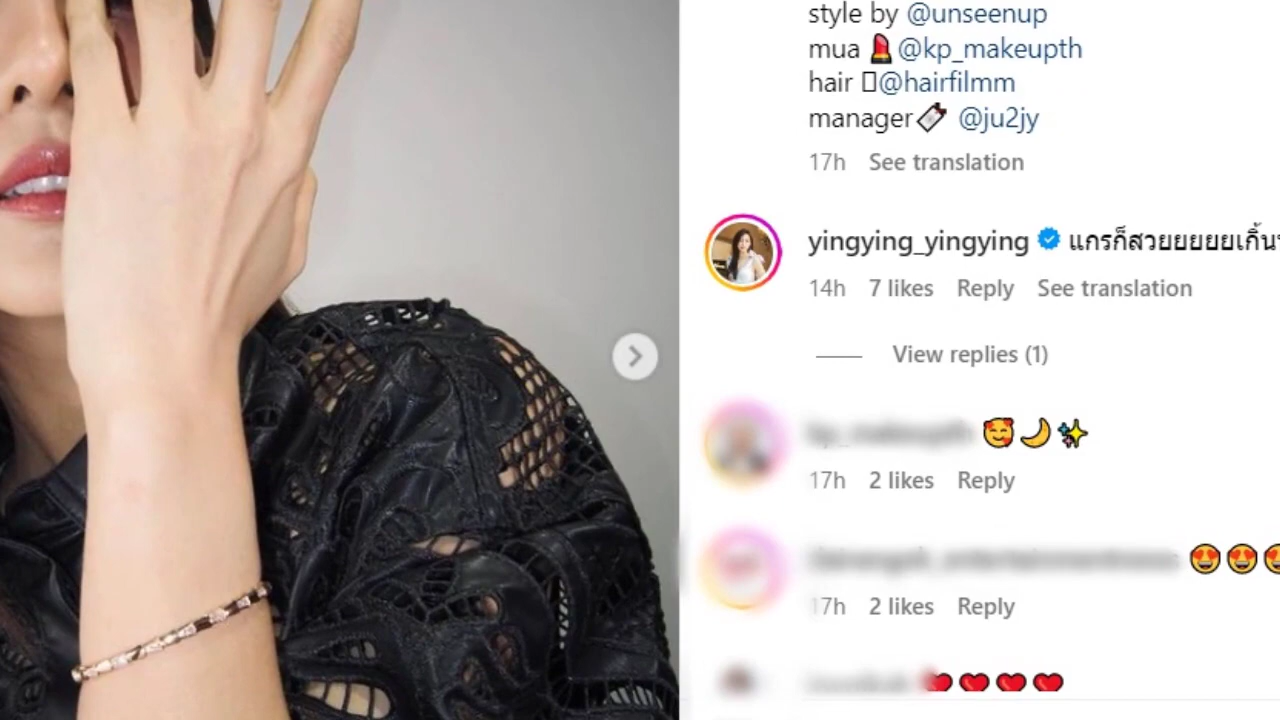 style by @unseenup
mua 💄@kp_makeupth
hair @hairfilmm
manager @ju2jy
17h See translation
yingying_yingying แกรก็สวยยยยยเกิ้น
14h 7 likes Reply See translation
View replies (1)
🥰🌙✨
17h 2 likes Reply
😍😍😍
17h 2 likes Reply
❤️❤️❤️❤️